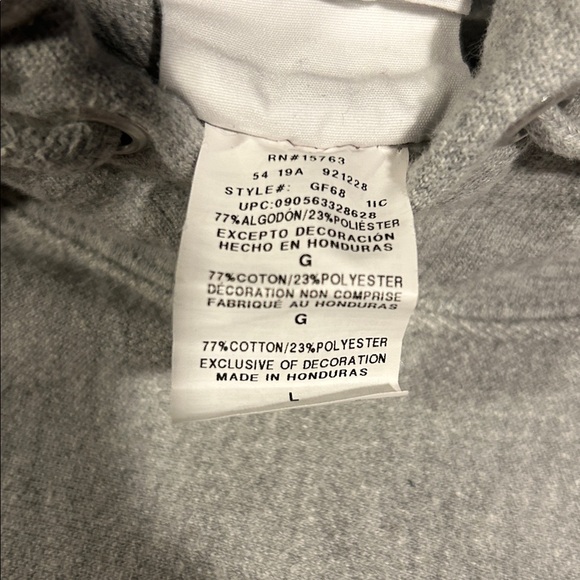 RN#15763
54 19A 921228
STYLE#: GF68
UPC:090563328628 11C
77%ALGODÓN/23%POLIÉSTER
EXCEPTO DECORACIÓN
HECHO EN HONDURAS
G
77%COTON/23%POLYESTER
DÉCORATION NON COMPRISE
FABRIQUÉ AU HONDURAS
G
77%COTTON/23%POLYESTER
EXCLUSIVE OF DECORATION
MADE IN HONDURAS
L